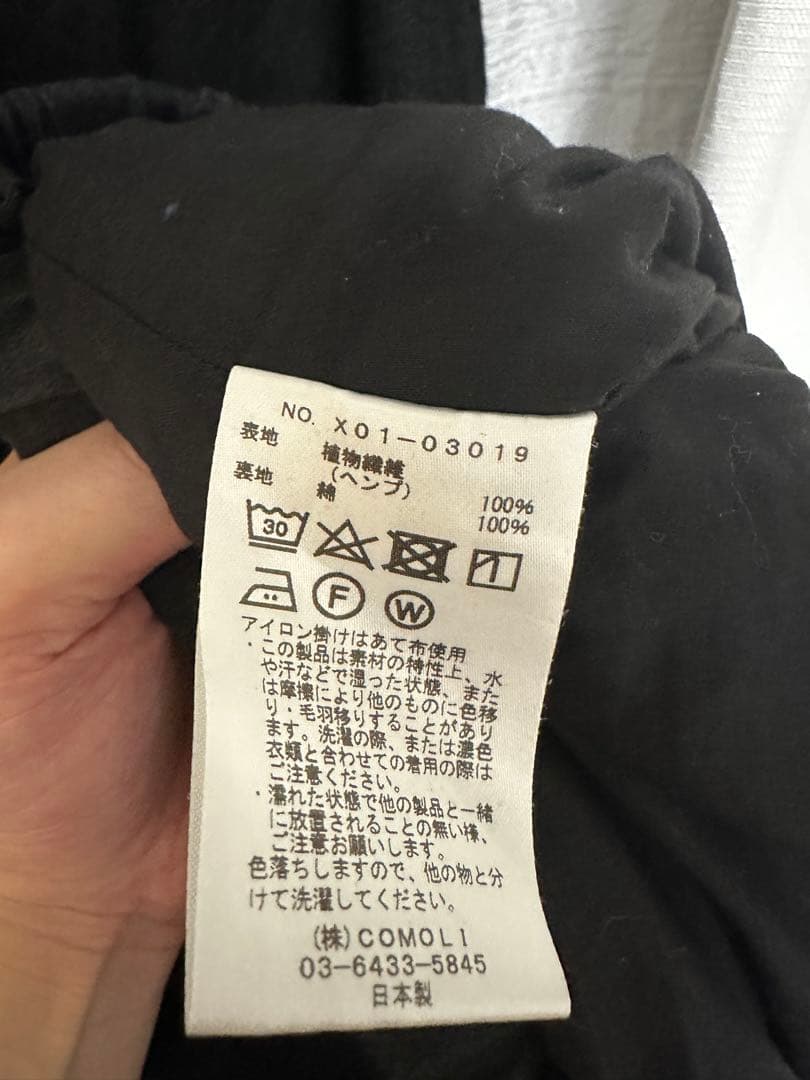 NO. X01-03019
表地 植物繊維
(ヘンプ) 100%
裏地 綿 100%
30
F W
アイロン掛けはあて布使用
・この製品は素材の特性上、水
や汗などで湿った状態、また
は摩擦により他のものに色移
り・毛羽移りすることがあり
ます。洗濯の際、または濃色
衣類と合わせての着用の際は
ご注意ください。
・濡れた状態で他の製品と一緒
に放置されることの無い様、
ご注意お願いします。
色落ちしますので、他の物と分
けて洗濯してください。
(株)COMOLI
03-6433-5845
日本製